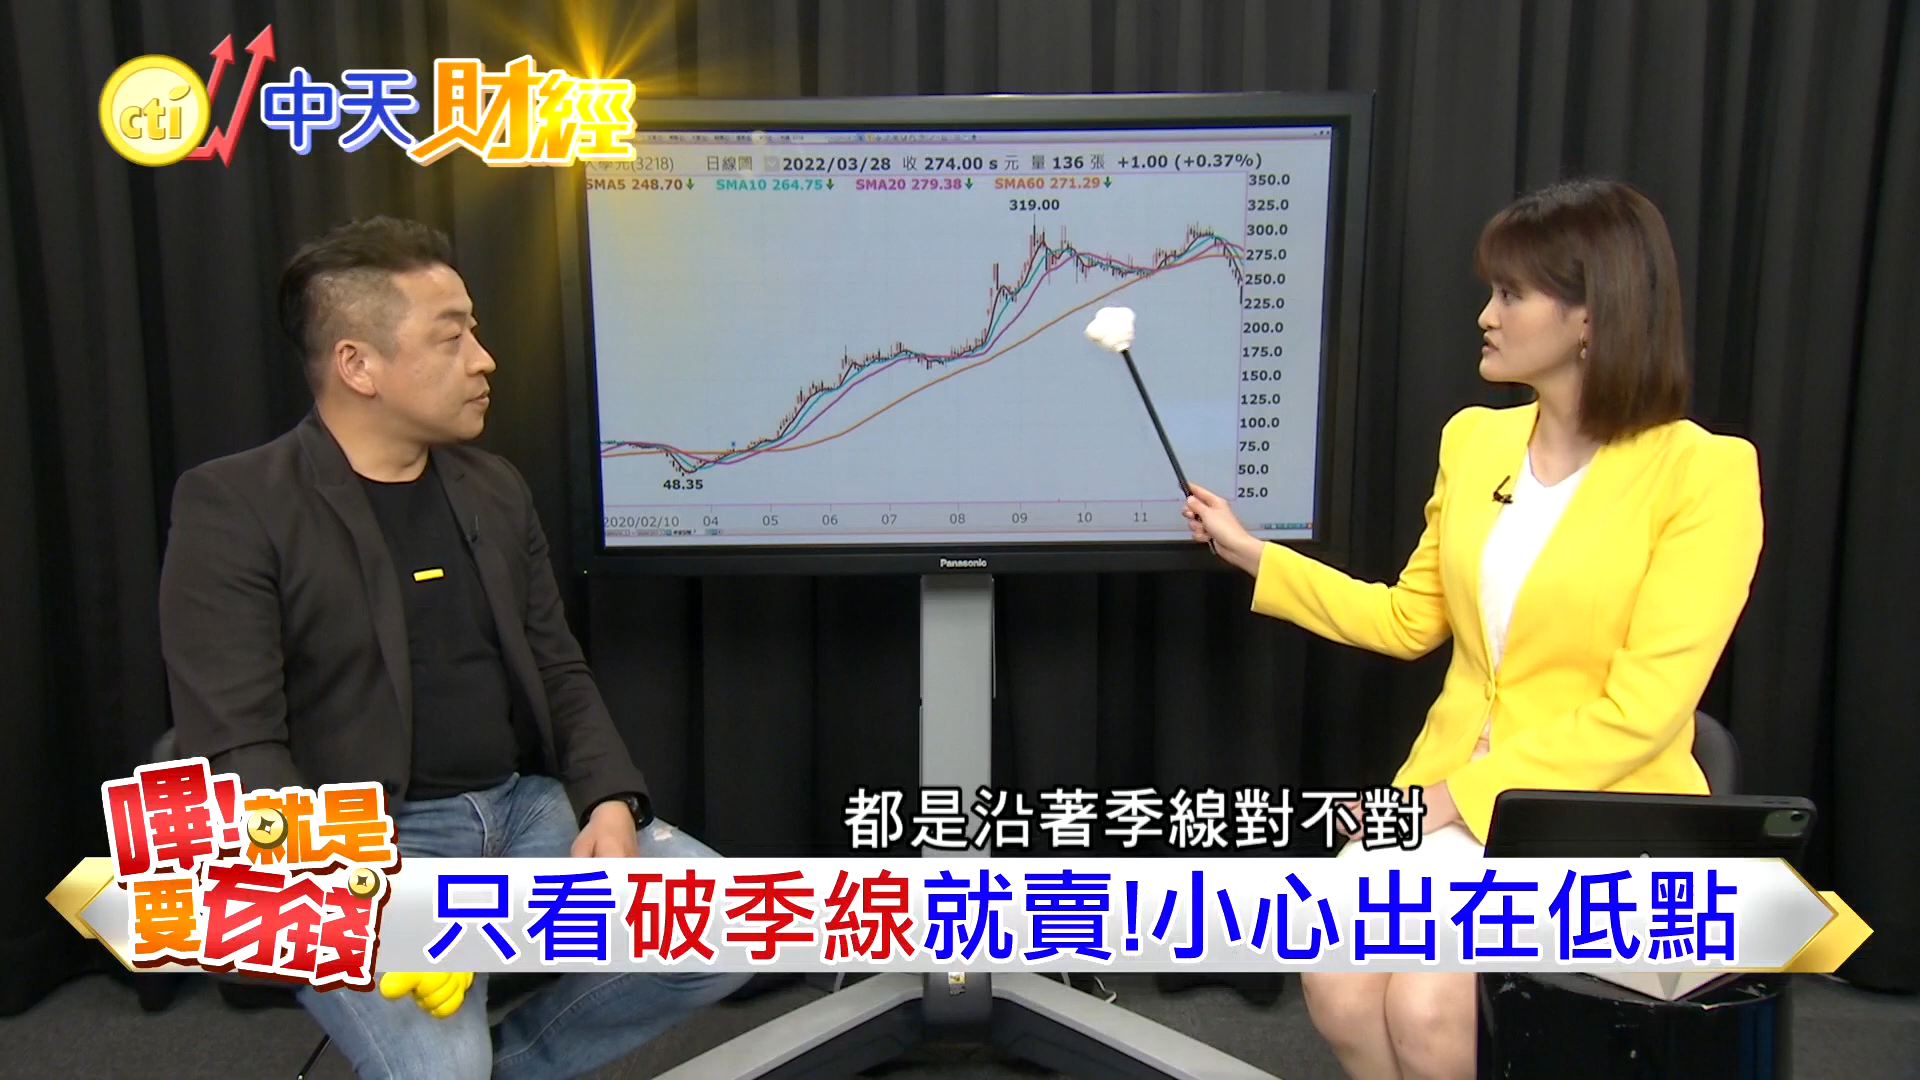 cti 中天財經
大學光(3218) 日線圖 2022/03/28 收 274.00 s 元 量 136 張 +1.00 (+0.37%)
SMA5 248.70↓ SMA10 264.75↓ SMA20 279.38↓ SMA60 271.29↓
350.0
325.0
319.00
300.0
275.0
250.0
225.0
200.0
175.0
150.0
125.0
100.0
75.0
50.0
48.35
25.0
2020/02/10 04 05 06 07 08 09 10 11
Panasonic
都是沿著季線對不對
嗶!就是
要有錢
只看破季線就賣!小心出在低點